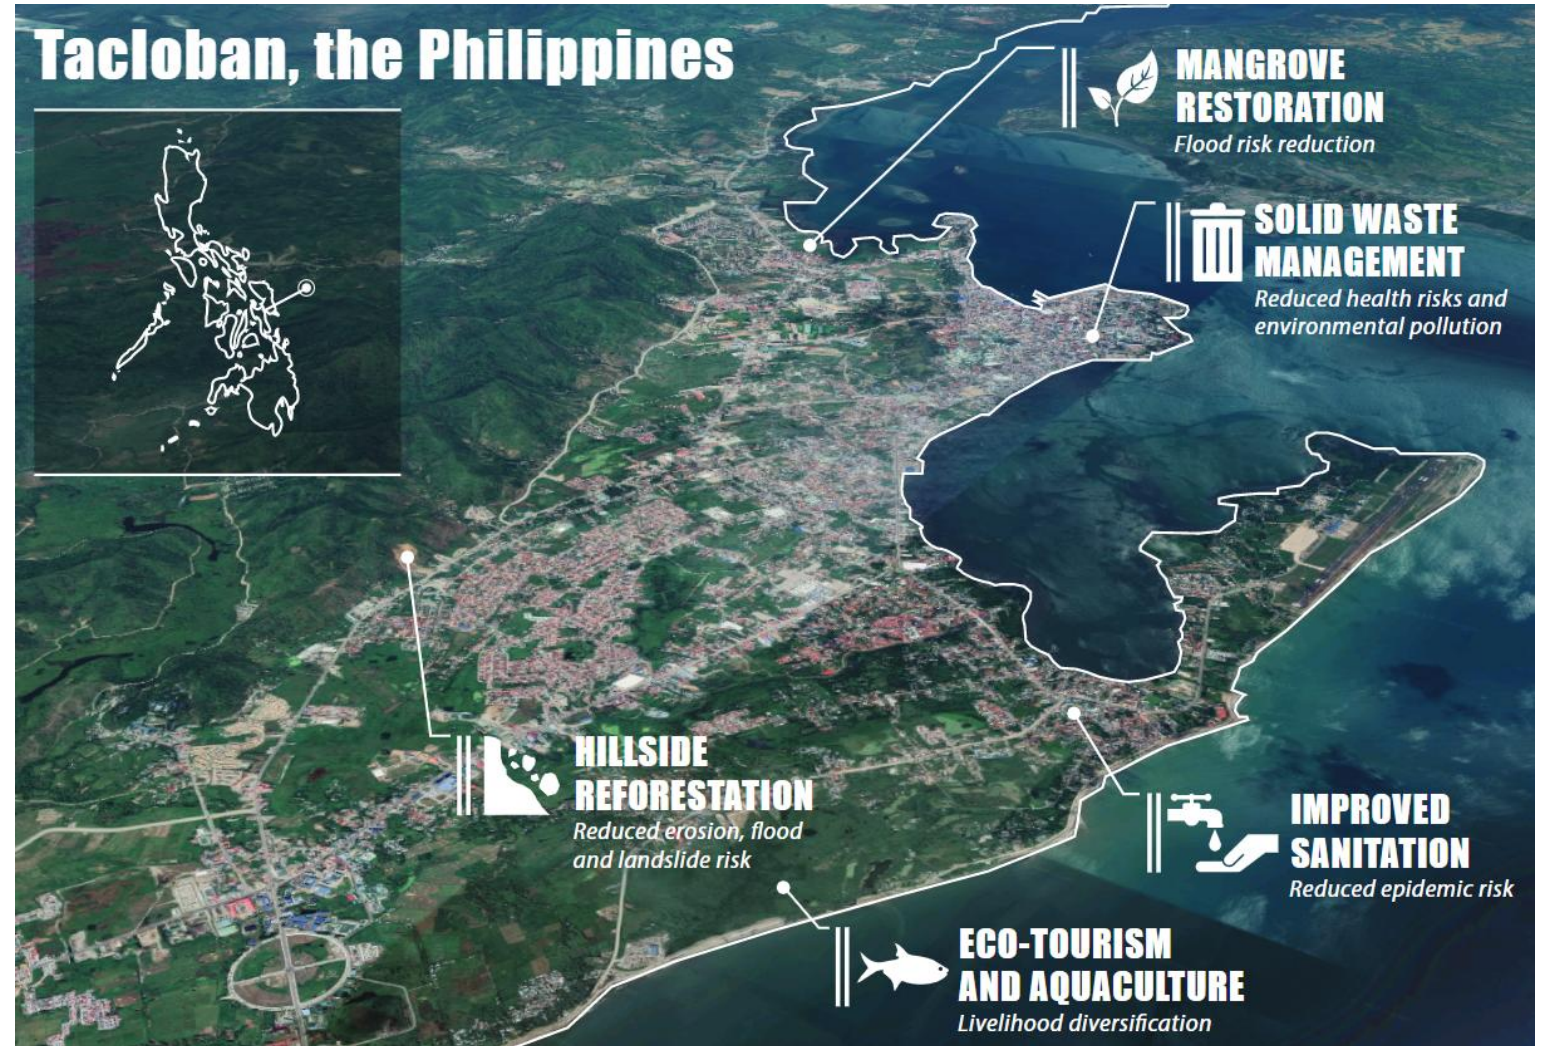 Tacloban, the Philippines
MANGROVE
RESTORATION
Flood risk reduction
SOLID WASTE
MANAGEMENT
Reduced health risks and
environmental pollution
HILLSIDE
REFORESTATION
Reduced erosion, flood
and landslide risk
IMPROVED
SANITATION
Reduced epidemic risk
ECO-TOURISM
AND AQUACULTURE
Livelihood diversification